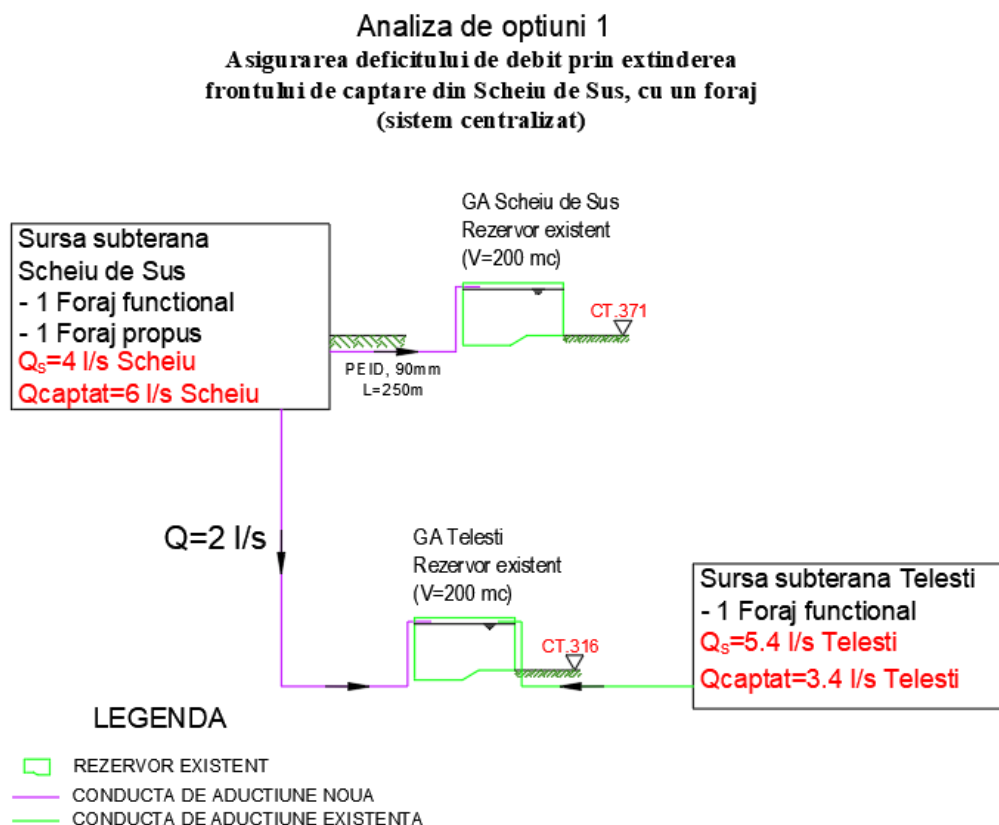 Analiza de optiuni 1
Asigurarea deficitului de debit prin extinderea
frontului de captare din Scheiu de Sus, cu un foraj
(sistem centralizat)
GA Scheiu de Sus
Rezervor existent
(V=200 mc)
Sursa subterana
Scheiu de Sus
- 1 Foraj functional
- 1 Foraj propus
Qs=4 l/s Scheiu
Qcaptat=6 l/s Scheiu
CT.371
PEID, 90mm
L=250m
Q=2 l/s
GA Telesti
Rezervor existent
(V=200 mc)
CT.316
Sursa subterana Telesti
- 1 Foraj functional
Qs=5.4 l/s Telesti
Qcaptat=3.4 l/s Telesti
LEGENDA
REZERVOR EXISTENT
CONDUCTA DE ADUCTIUNE NOUA
CONDUCTA DE ADUCTIUNE EXISTENTA